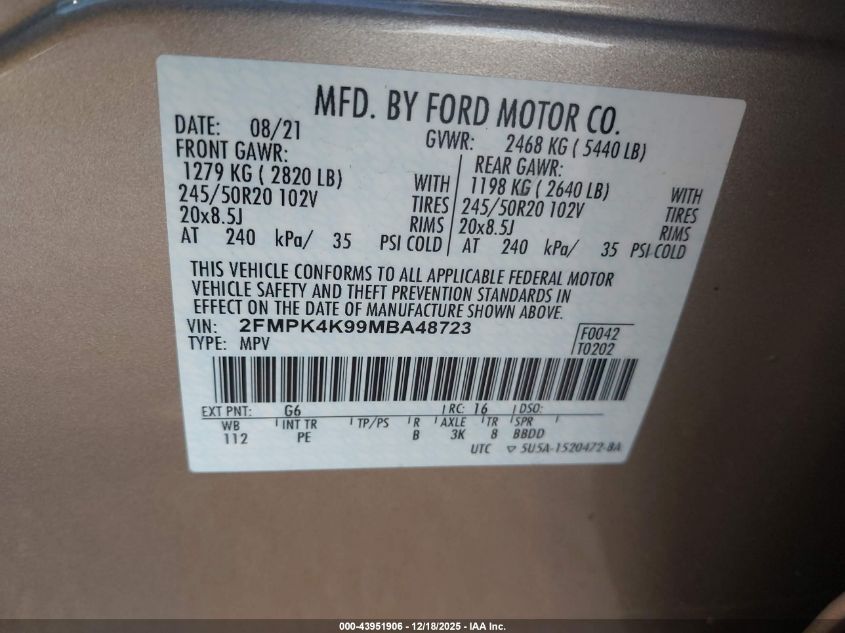 MFD. BY FORD MOTOR CO.
DATE: 08/21 GVWR: 2468 KG ( 5440 LB)
FRONT GAWR: REAR GAWR:
1279 KG ( 2820 LB) WITH 1198 KG ( 2640 LB) WITH
245/50R20 102V TIRES 245/50R20 102V TIRES
20x8.5J RIMS 20x8.5J RIMS
AT 240 kPa/ 35 PSI COLD AT 240 kPa/ 35 PSI COLD
THIS VEHICLE CONFORMS TO ALL APPLICABLE FEDERAL MOTOR
VEHICLE SAFETY AND THEFT PREVENTION STANDARDS IN
EFFECT ON THE DATE OF MANUFACTURE SHOWN ABOVE.
VIN: 2FMPK4K99MBA48723 F0042
TYPE: MPV T0202
EXT PNT: G6 RC: 16 DSO:
WB INT TR TP/PS R AXLE TR SPR
112 PE B 3K 8 BBDD
UTC ▽ 5U5A-1520472-8A
000-43951906 - 12/18/2025 - IAA Inc.